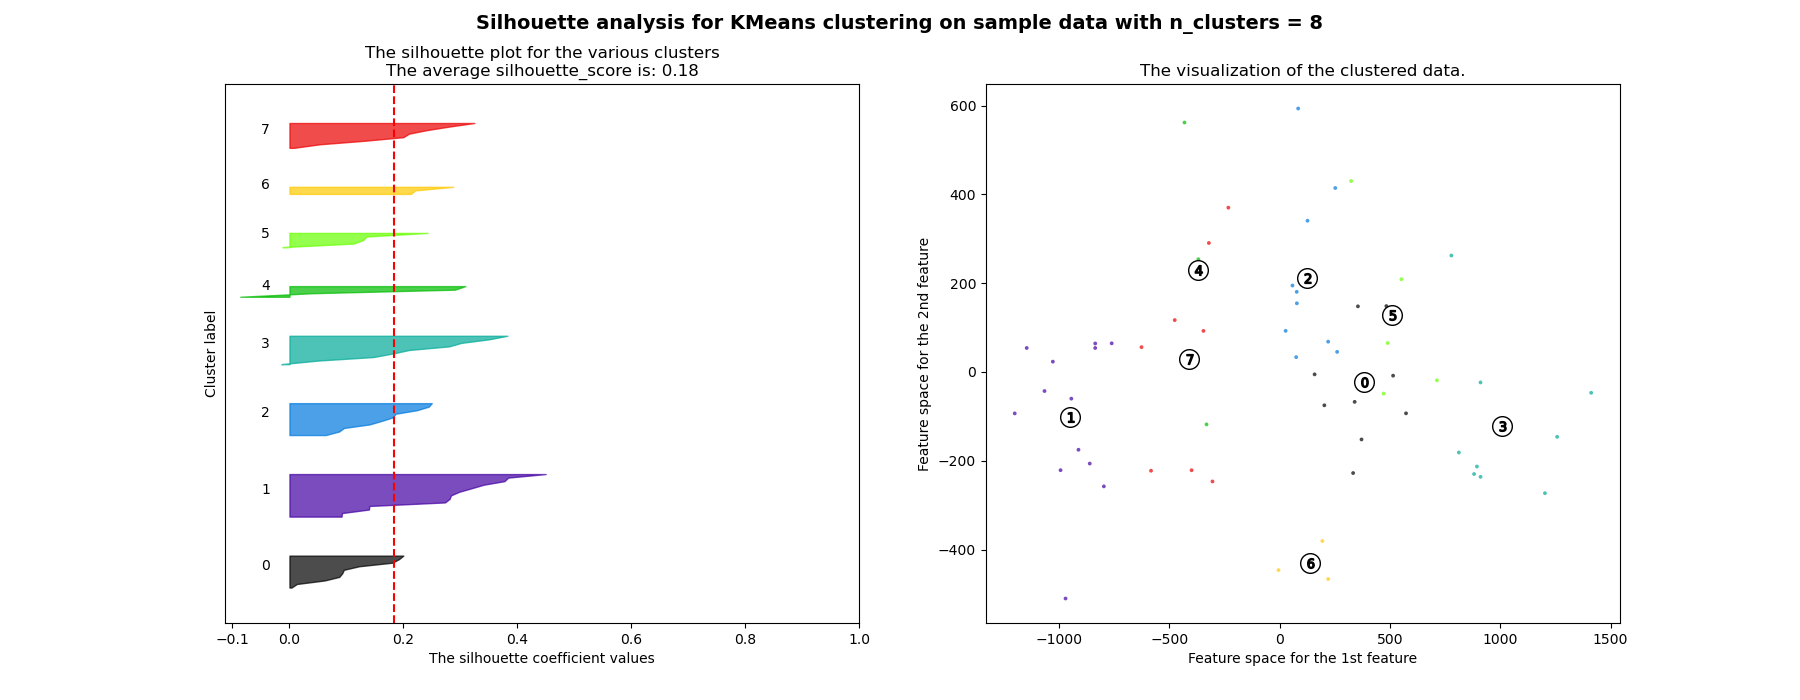 Silhouette analysis for KMeans clustering on sample data with n_clusters = 8
The silhouette plot for the various clusters
The average silhouette_score is: 0.18
7
6
5
4
3
2
1
0
Cluster label
−0.1 0.0 0.2 0.4 0.6 0.8 1.0
The silhouette coefficient values
The visualization of the clustered data.
600
400
200
0
−200
−400
Feature space for the 2nd feature
4
2
5
7
0
1
3
6
−1000 −500 0 500 1000 1500
Feature space for the 1st feature